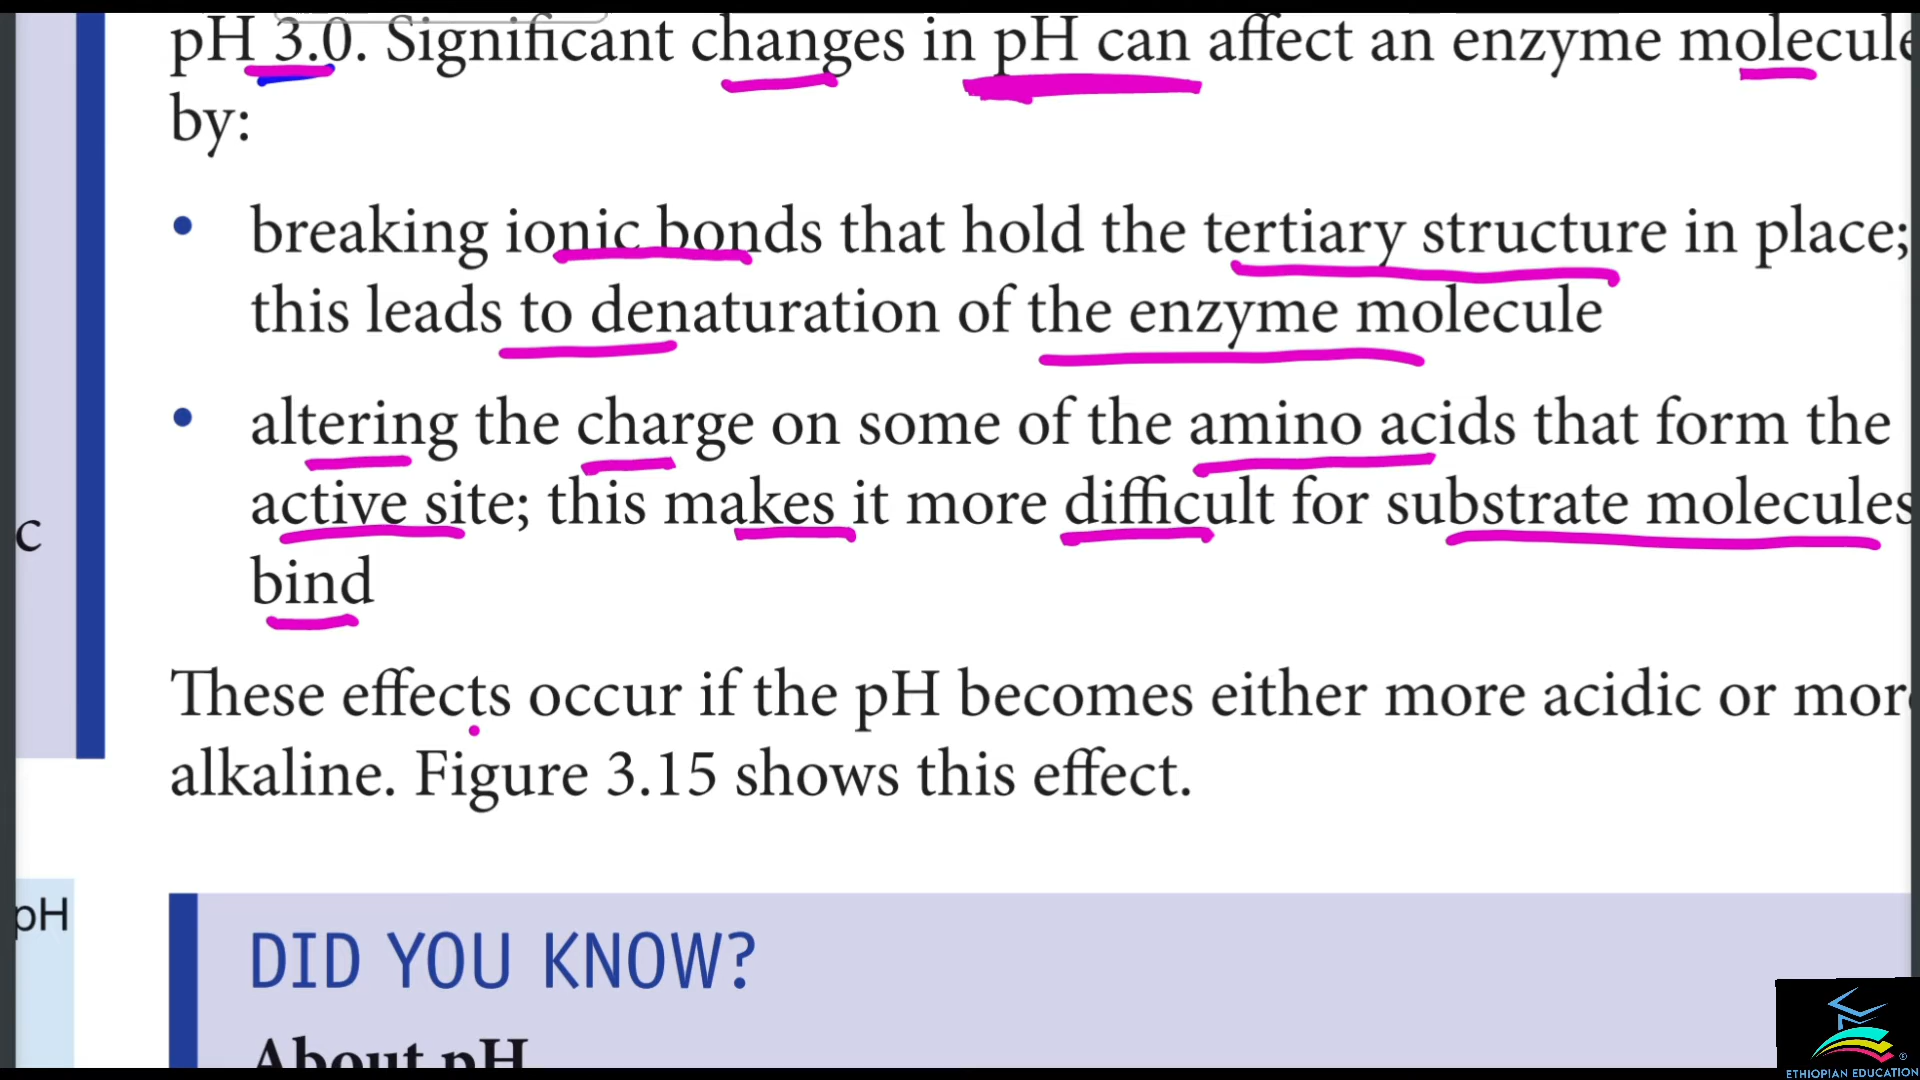 pH 3.0. Significant changes in pH can affect an enzyme molecule
by:
• breaking ionic bonds that hold the tertiary structure in place;
this leads to denaturation of the enzyme molecule
• altering the charge on some of the amino acids that form the
active site; this makes it more difficult for substrate molecules
bind
These effects occur if the pH becomes either more acidic or more
alkaline. Figure 3.15 shows this effect.
c
pH
DID YOU KNOW?
About pH
ETHIOPIAN EDUCATION